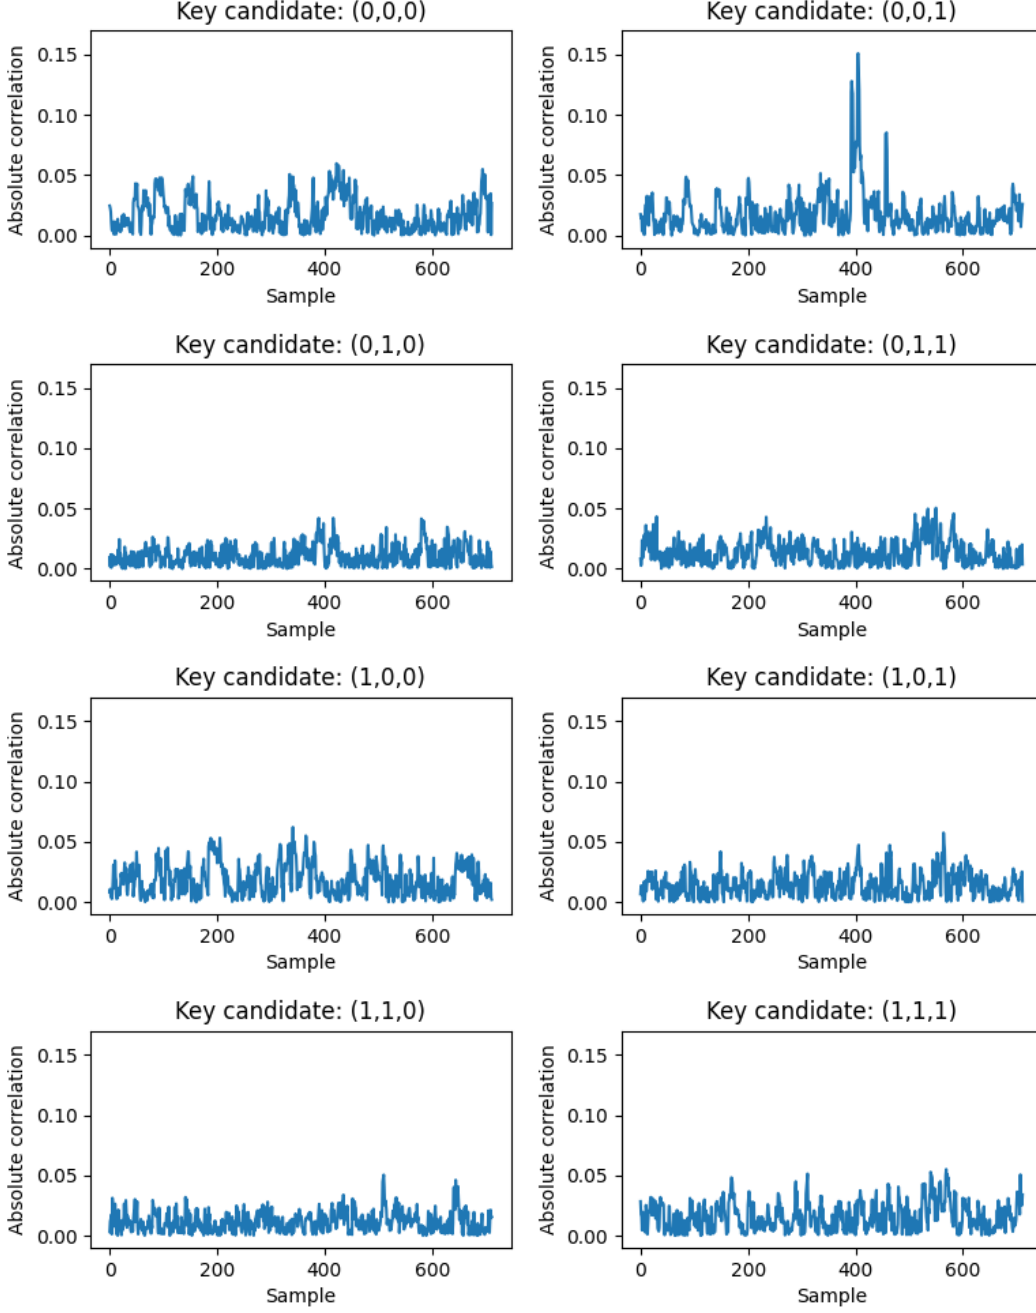 Key candidate: (0,0,0)
Absolute correlation
0.15
0.10
0.05
0.00
0 200 400 600
Sample
Key candidate: (0,0,1)
Absolute correlation
0.15
0.10
0.05
0.00
0 200 400 600
Sample
Key candidate: (0,1,0)
Absolute correlation
0.15
0.10
0.05
0.00
0 200 400 600
Sample
Key candidate: (0,1,1)
Absolute correlation
0.15
0.10
0.05
0.00
0 200 400 600
Sample
Key candidate: (1,0,0)
Absolute correlation
0.15
0.10
0.05
0.00
0 200 400 600
Sample
Key candidate: (1,0,1)
Absolute correlation
0.15
0.10
0.05
0.00
0 200 400 600
Sample
Key candidate: (1,1,0)
Absolute correlation
0.15
0.10
0.05
0.00
0 200 400 600
Sample
Key candidate: (1,1,1)
Absolute correlation
0.15
0.10
0.05
0.00
0 200 400 600
Sample